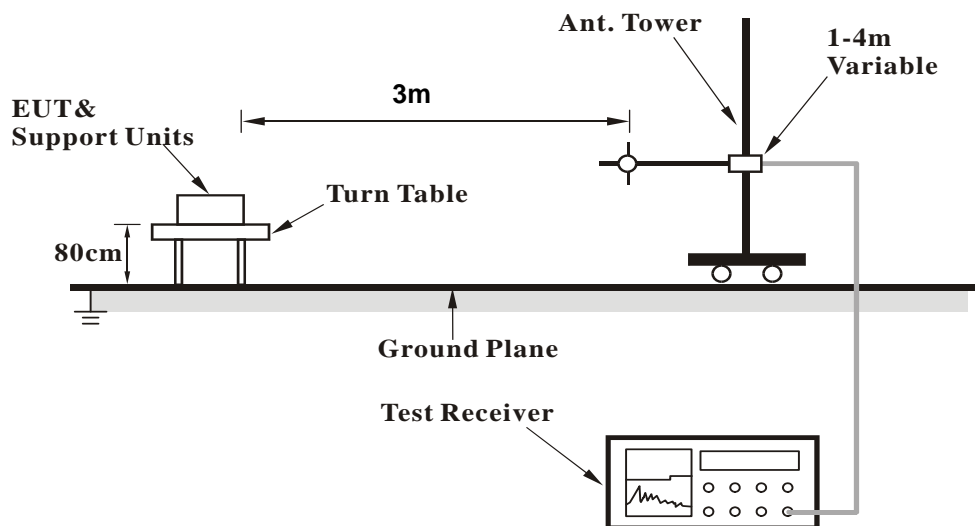 Ant. Tower
1-4m
Variable
3m
EUT&
Support Units
Turn Table
80cm
Ground Plane
Test Receiver